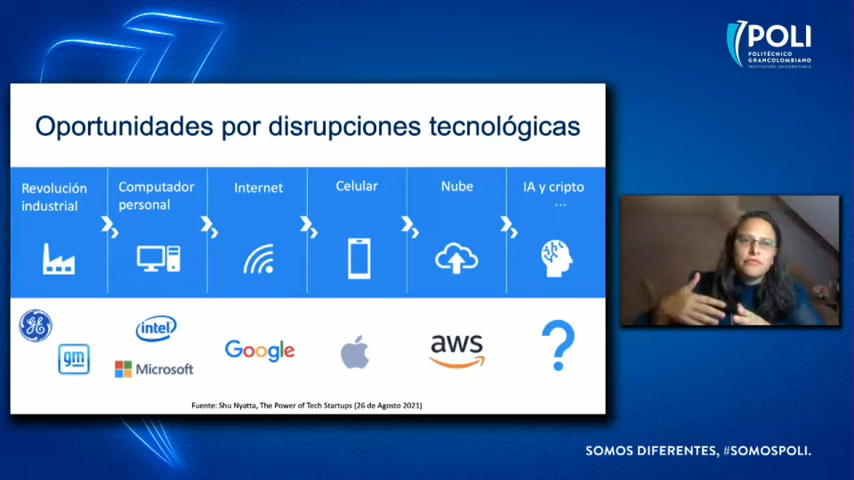 POLI
POLITÉCNICO
GRANCOLOMBIANO
INSTITUCIÓN UNIVERSITARIA
Oportunidades por disrupciones tecnológicas
Revolución
industrial
Computador
personal
Internet
Celular
Nube
IA y cripto
...
GE
gm
intel
Microsoft
Google
aws
?
Fuente: Shu Nyatta, The Power of Tech Startups (26 de Agosto 2021)
SOMOS DIFERENTES, #SOMOSPOLI.